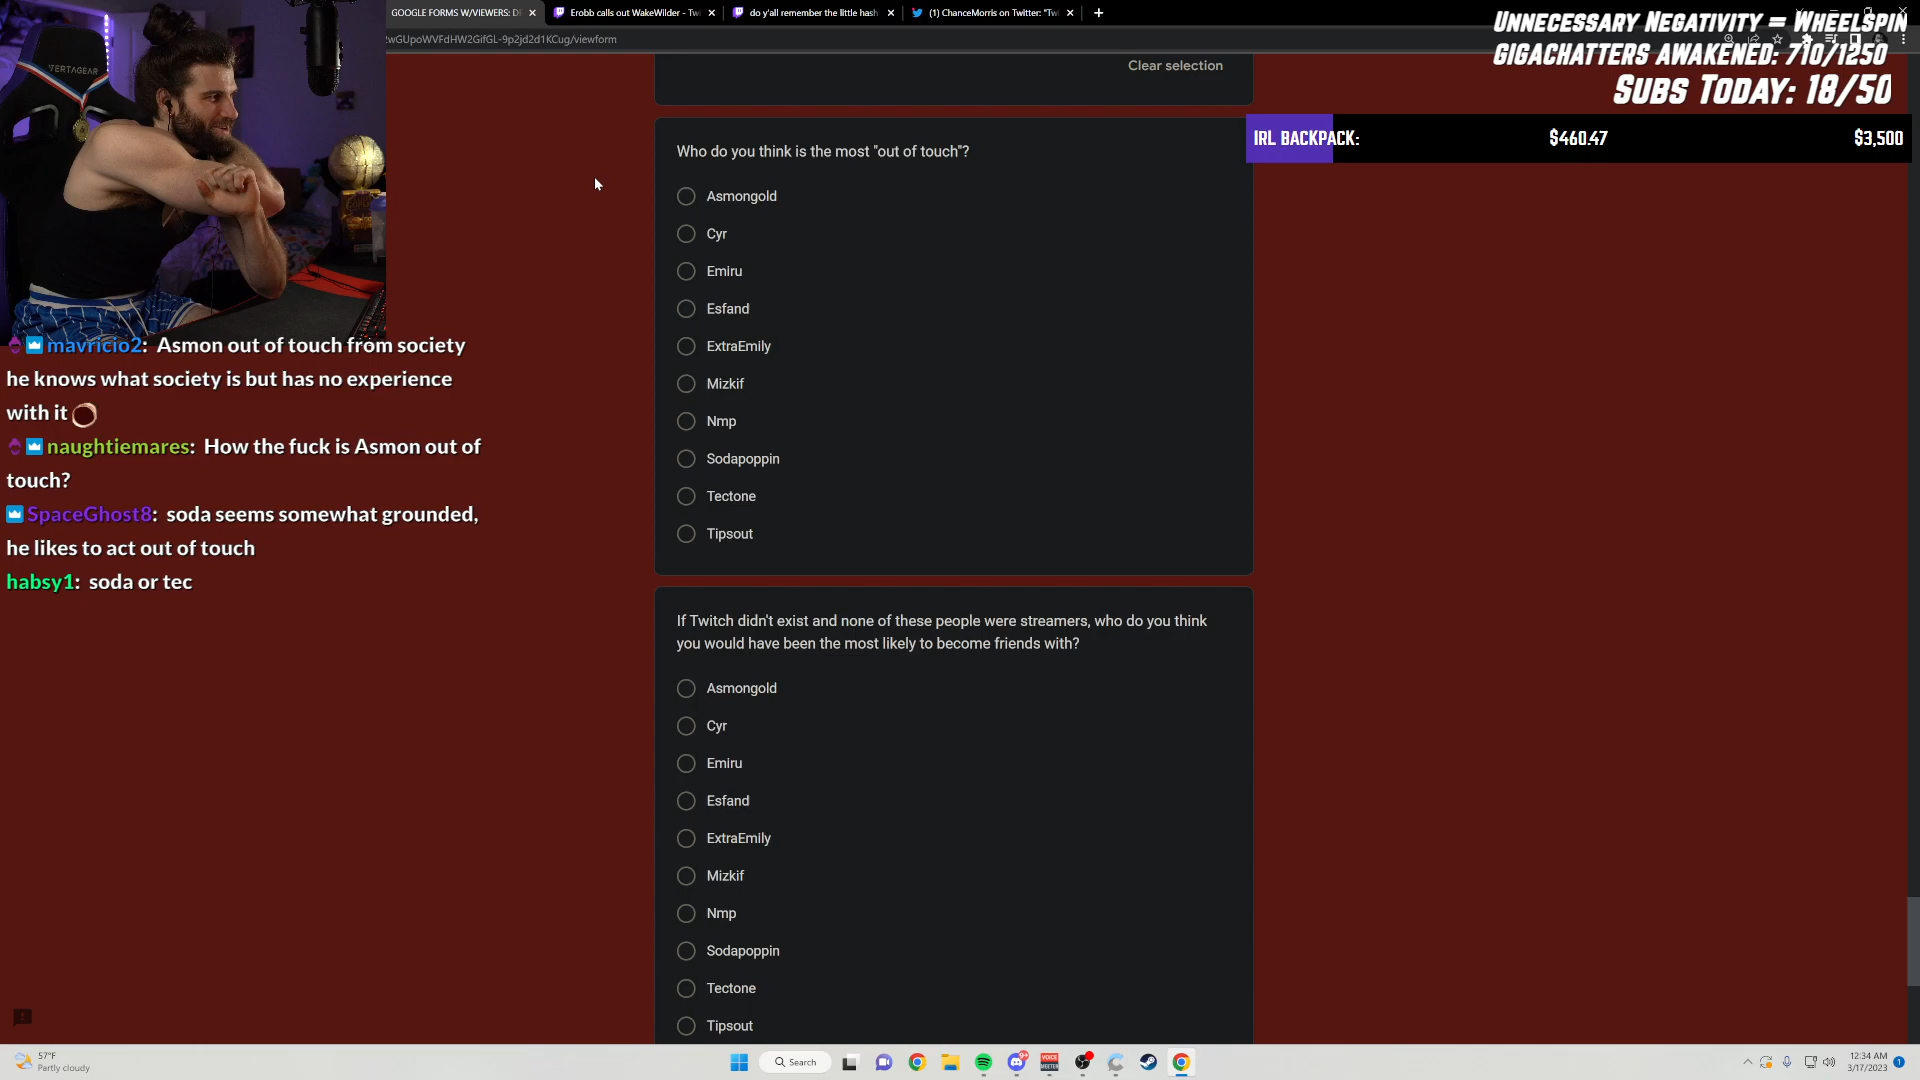 GOOGLE FORMS W/VIEWERS: D
Erobb calls out WakeWilder - Tw
do y'all remember the little hash
(1) ChanceMorris on Twitter: "Tw
wGUpoWVFdHW2GifGL-9p2jd2d1KCug/viewform
Unnecessary Negativity = Wheelspin
GIGACHATTERS AWAKENED: 710/1250
Subs Today: 18/50
IRL BACKPACK: $460.47 $3,500
VERTAGEAR
Clear selection
Who do you think is the most "out of touch"?
Asmongold
Cyr
Emiru
Esfand
ExtraEmily
Mizkif
Nmp
Sodapoppin
Tectone
Tipsout
mavricio2: Asmon out of touch from society
he knows what society is but has no experience
with it
naughtiemares: How the fuck is Asmon out of
touch?
SpaceGhost8: soda seems somewhat grounded,
he likes to act out of touch
habsy1: soda or tec
If Twitch didn't exist and none of these people were streamers, who do you think
you would have been the most likely to become friends with?
Asmongold
Cyr
Emiru
Esfand
ExtraEmily
Mizkif
Nmp
Sodapoppin
Tectone
Tipsout
57°F
Partly cloudy
Search
VOICE
MEETER
12:34 AM
3/17/2023
1